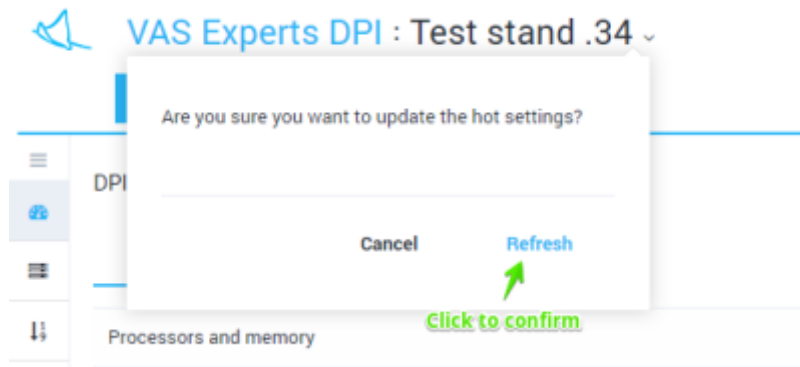 VAS Experts DPI : Test stand .34
Are you sure you want to update the hot settings?
DPI
Cancel Refresh
Click to confirm
Processors and memory